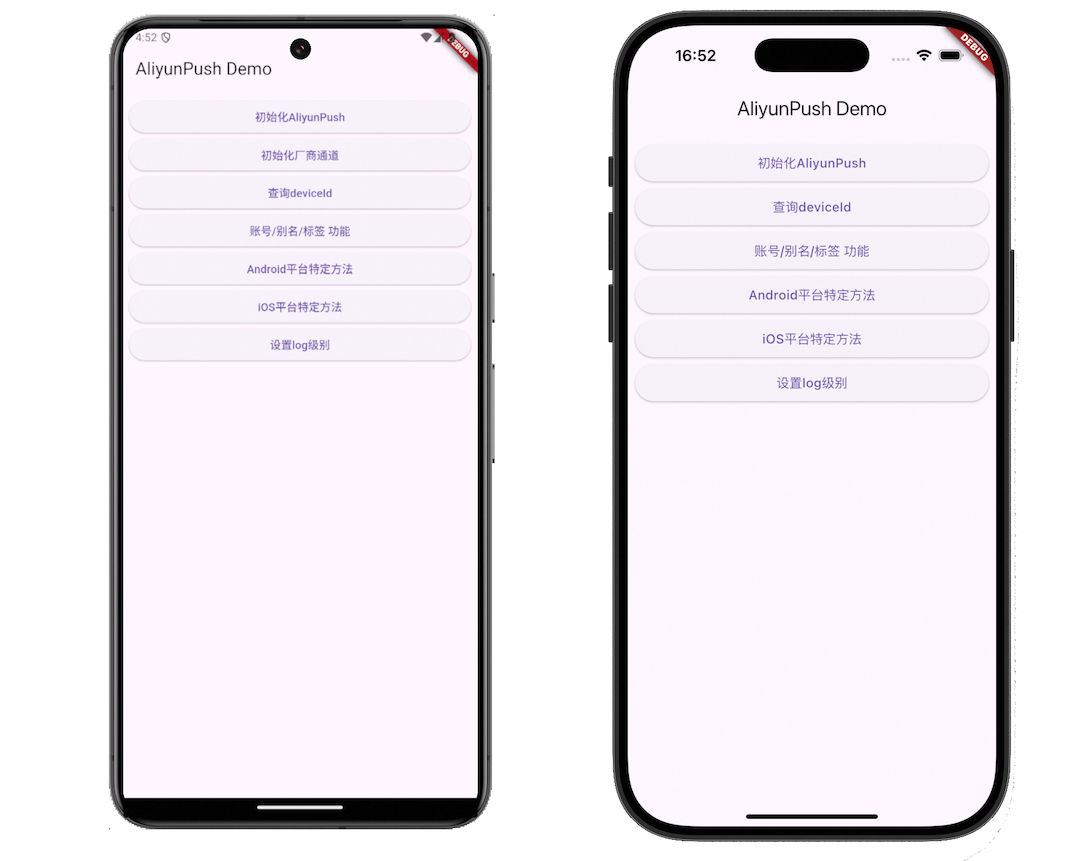 4:52
DEBUG
AliyunPush Demo
初始化AliyunPush
初始化厂商通道
查询deviceId
账号/别名/标签 功能
Android平台特定方法
iOS平台特定方法
设置log级别
16:52
DEBUG
AliyunPush Demo
初始化AliyunPush
查询deviceId
账号/别名/标签 功能
Android平台特定方法
iOS平台特定方法
设置log级别